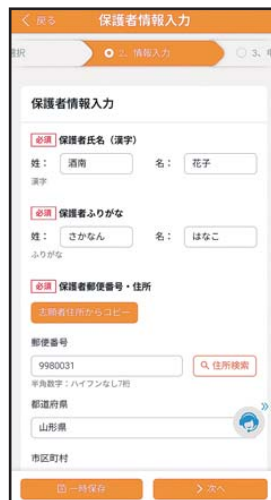 < 戻る 保護者情報入力
選択 2、情報入力 3、
保護者情報入力
必須 保護者氏名（漢字）
姓： 酒南 名： 花子
漢字
必須 保護者ふりがな
姓： さかなん 名： はなこ
ふりがな
必須 保護者郵便番号・住所
志願者住所からコピー
郵便番号
9980031 住所検索
半角数字：ハイフンなし7桁
都道府県
山形県
»
市区町村
一時保存 > 次へ